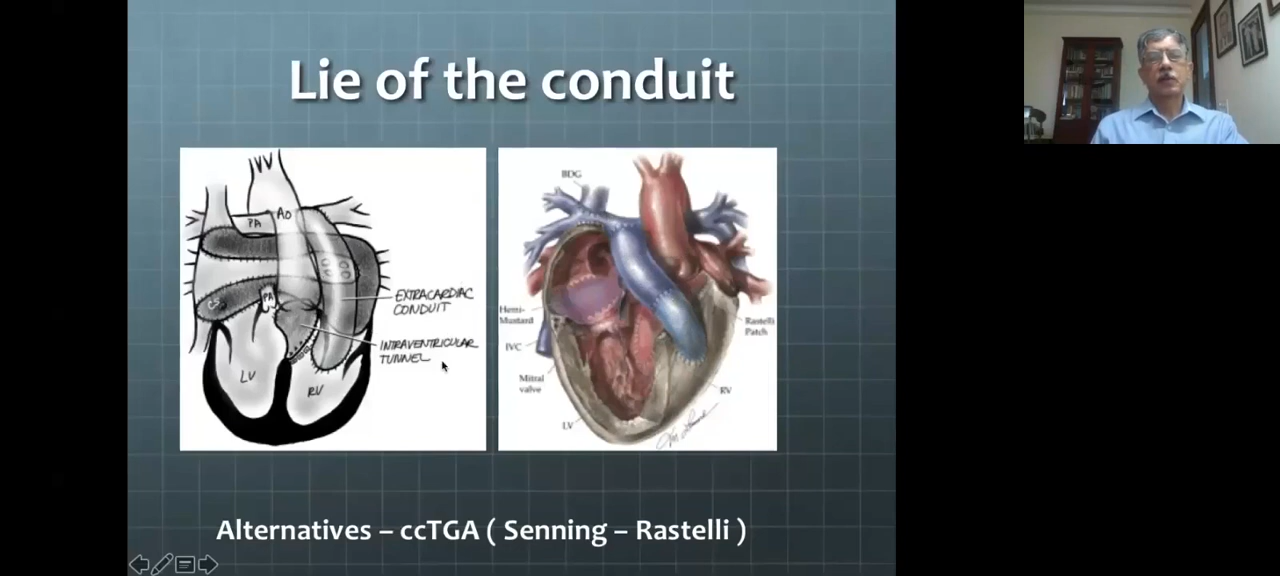 Lie of the conduit
PA
Ao
CS
PA
EXTRACARDIAC
CONDUIT
INTRAVENTRICULAR
TUNNEL
LV
RV
BDG
Hemi-
Mustard
IVC
Mitral
valve
LV
Rastelli
Patch
RV
Alternatives – ccTGA ( Senning – Rastelli )